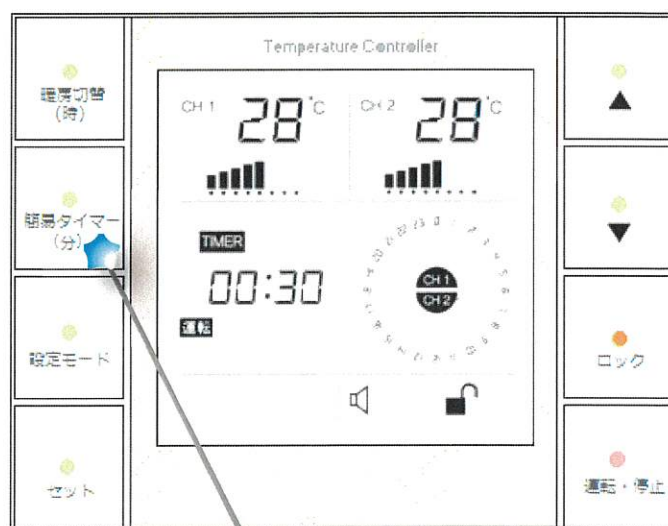 Temperature Controller
暖房切替
(時)
簡易タイマー
(分)
設定モード
セット
CH 1 28℃
CH 2 28℃
TIMER
00:30
運転
CH 1
CH 2
▲
▼
ロック
運転・停止